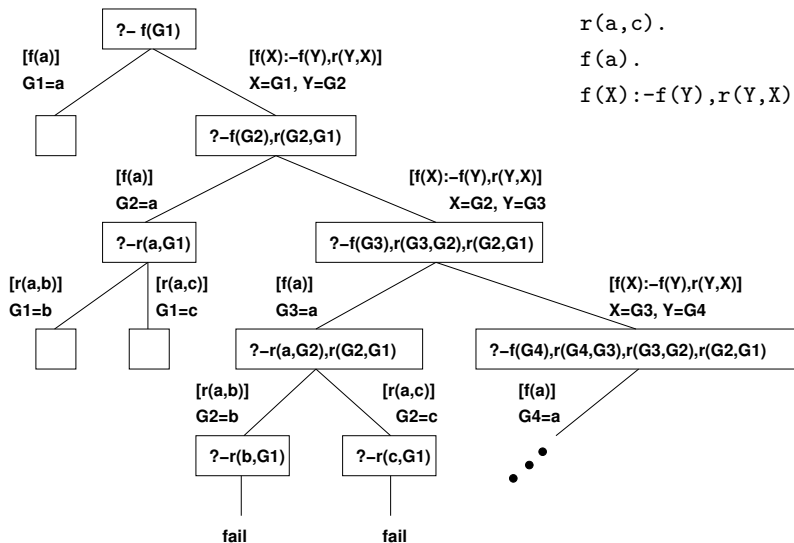 r(a,c).
f(a).
f(X):-f(Y),r(Y,X)
?– f(G1)
[f(a)]
G1=a
[f(X):–f(Y),r(Y,X)]
X=G1, Y=G2
?–f(G2),r(G2,G1)
[f(a)]
G2=a
[f(X):–f(Y),r(Y,X)]
X=G2, Y=G3
?–r(a,G1)
?–f(G3),r(G3,G2),r(G2,G1)
[r(a,b)]
G1=b
[r(a,c)]
G1=c
[f(a)]
G3=a
[f(X):–f(Y),r(Y,X)]
X=G3, Y=G4
?–r(a,G2),r(G2,G1)
?–f(G4),r(G4,G3),r(G3,G2),r(G2,G1)
[r(a,b)]
G2=b
[r(a,c)]
G2=c
[f(a)]
G4=a
?–r(b,G1)
?–r(c,G1)
fail
fail